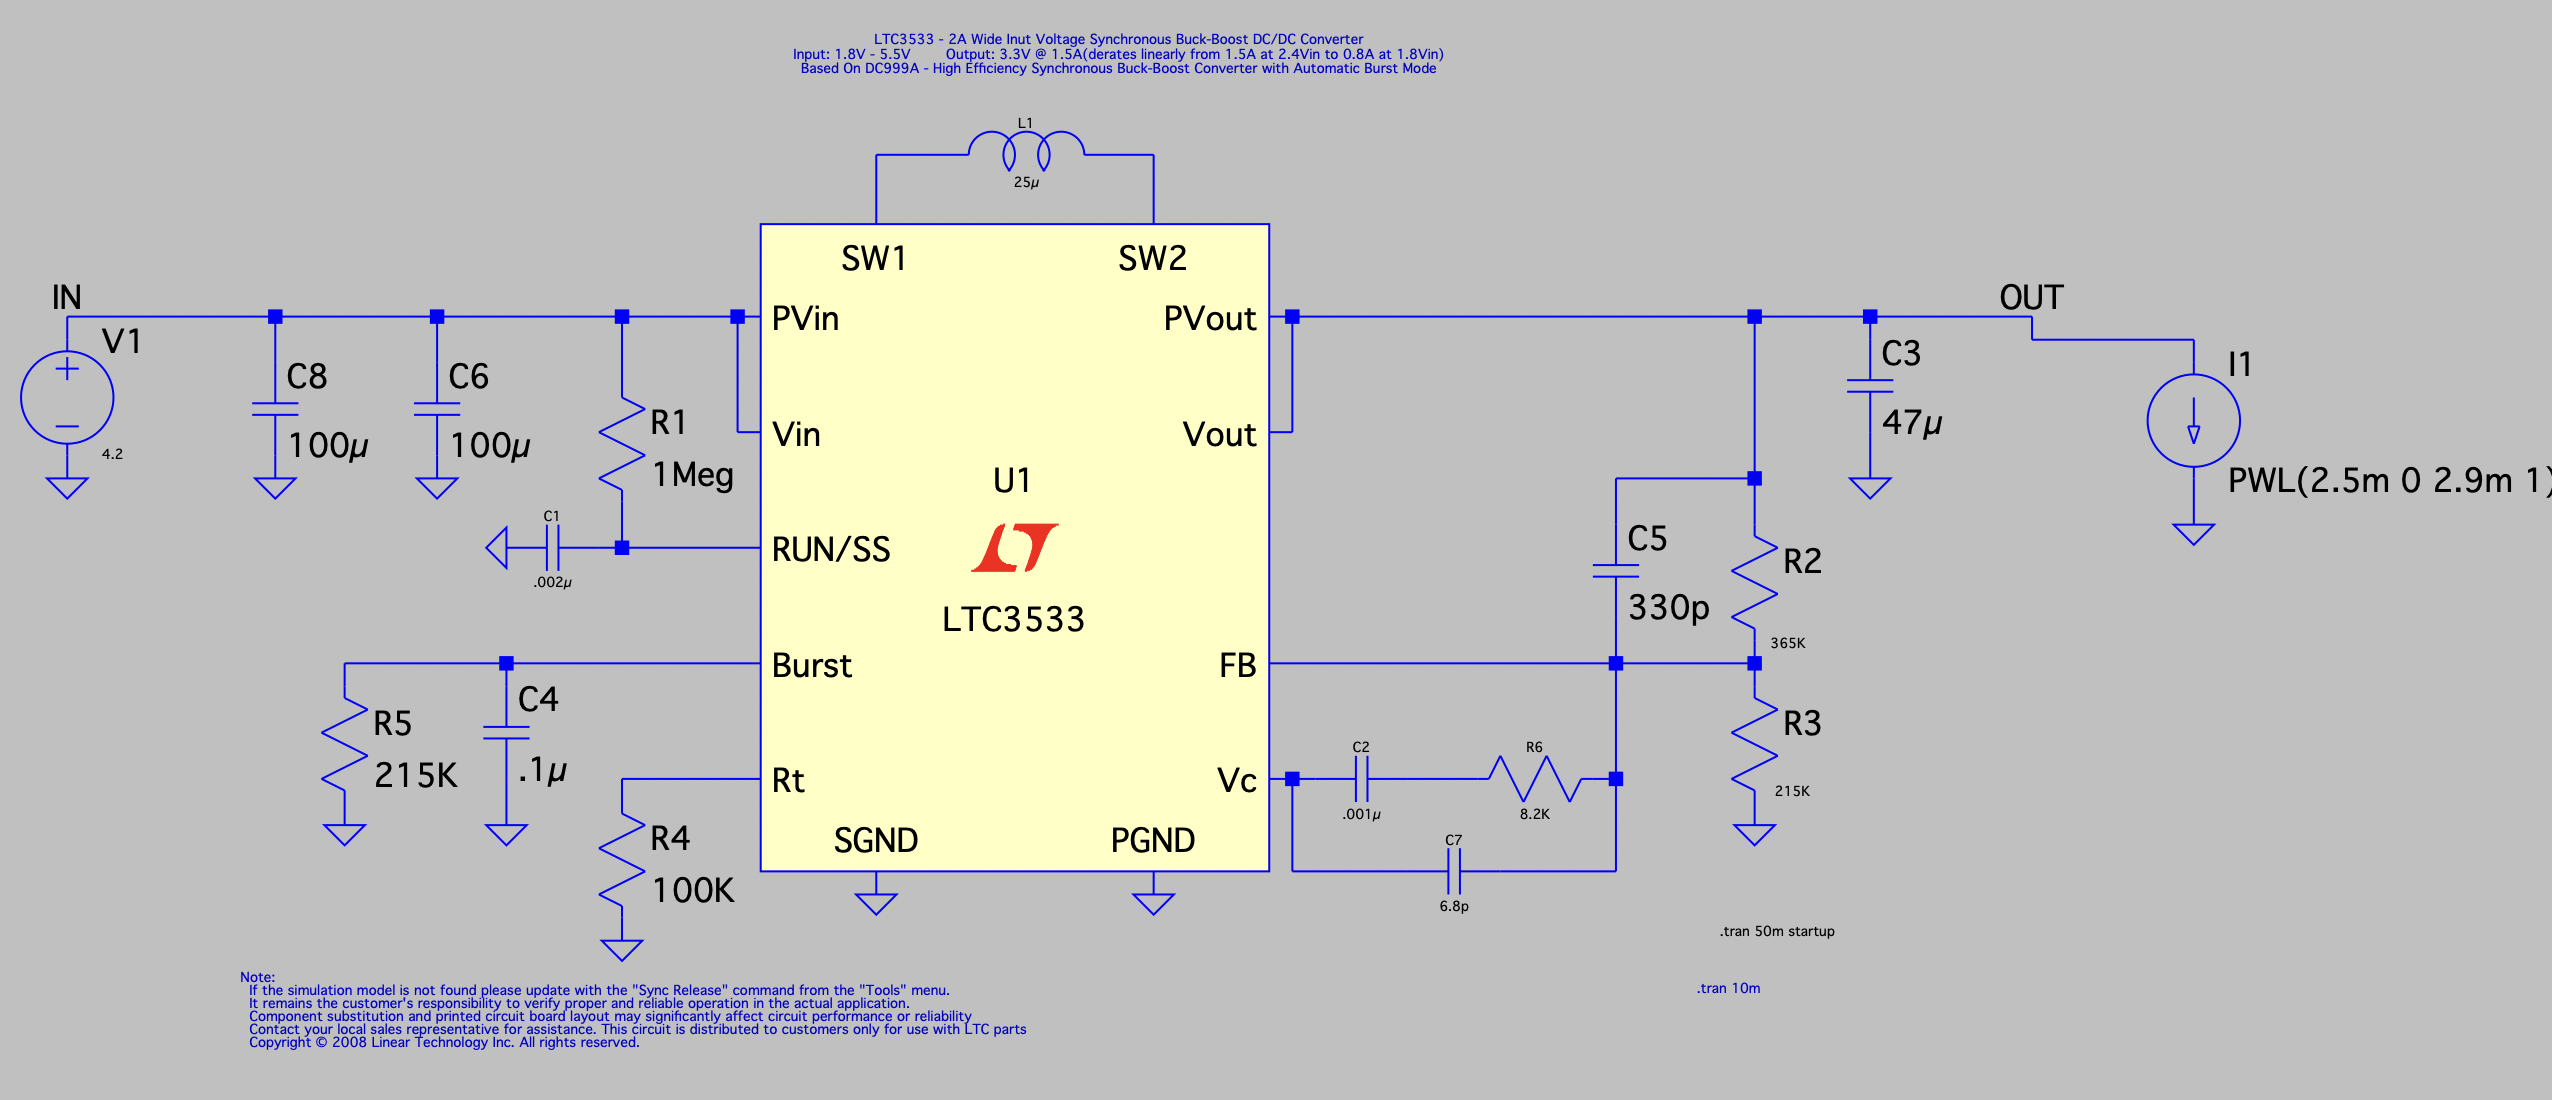 LTC3533 - 2A Wide Inut Voltage Synchronous Buck-Boost DC/DC Converter
Input: 1.8V - 5.5V Output: 3.3V @ 1.5A(derates linearly from 1.5A at 2.4Vin to 0.8A at 1.8Vin)
Based On DC999A - High Efficiency Synchronous Buck-Boost Converter with Automatic Burst Mode
L1
25µ
SW1 SW2
IN
OUT
PVin PVout
V1
4.2
C8
100µ
C6
100µ
R1
1Meg
C3
47µ
I1
PWL(2.5m 0 2.9m 1)
Vin Vout
U1
C1
.002µ
RUN/SS
LTC3533
C5
330p
R2
365K
Burst FB
R5
215K
C4
.1µ
R3
215K
Rt Vc
C2
.001µ
R6
8.2K
C7
6.8p
R4
100K
SGND PGND
.tran 50m startup
.tran 10m
Note:
If the simulation model is not found please update with the "Sync Release" command from the "Tools" menu.
It remains the customer's responsibility to verify proper and reliable operation in the actual application.
Component substitution and printed circuit board layout may significantly affect circuit performance or reliability
Contact your local sales representative for assistance. This circuit is distributed to customers only for use with LTC parts
Copyright © 2008 Linear Technology Inc. All rights reserved.